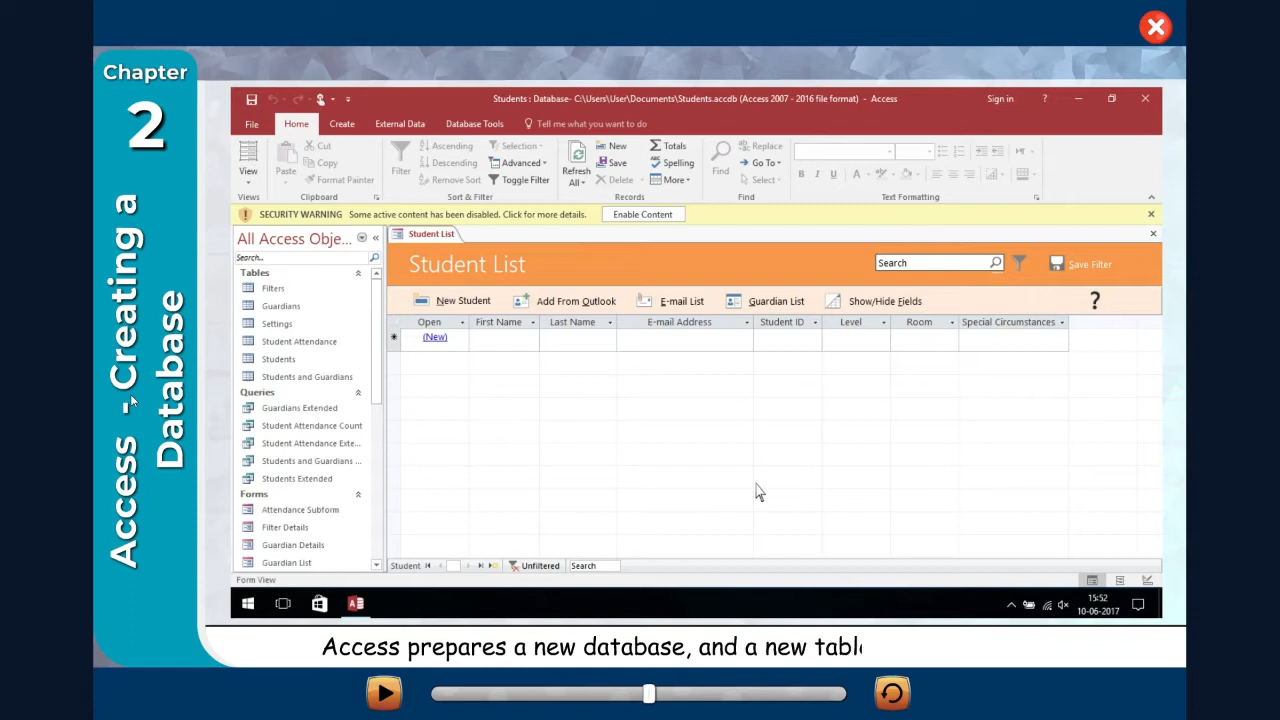 Chapter
2
Access - Creating a
Database
Students : Database- C:\Users\User\Documents\Students.accdb (Access 2007 - 2016 file format) - Access
Sign in
?
File
Home
Create
External Data
Database Tools
Tell me what you want to do
View
Views
Paste
Cut
Copy
Format Painter
Clipboard
Filter
Ascending
Descending
Remove Sort
Selection
Advanced
Toggle Filter
Sort & Filter
Refresh
All
New
Save
Delete
Totals
Spelling
More
Records
Find
Replace
Go To
Select
Find
B I U A
Text Formatting
SECURITY WARNING Some active content has been disabled. Click for more details.
Enable Content
All Access Obje...
Search...
Tables
Filters
Guardians
Settings
Student Attendance
Students
Students and Guardians
Queries
Guardians Extended
Student Attendance Count
Student Attendance Exte...
Students and Guardians ...
Students Extended
Forms
Attendance Subform
Filter Details
Guardian Details
Guardian List
Student List
Student List
Search
Save Filter
New Student
Add From Outlook
E-mail List
Guardian List
Show/Hide Fields
?
Open
First Name
Last Name
E-mail Address
Student ID
Level
Room
Special Circumstances
(New)
Student
Unfiltered
Search
Form View
15:52
10-06-2017
Access prepares a new database, and a new table